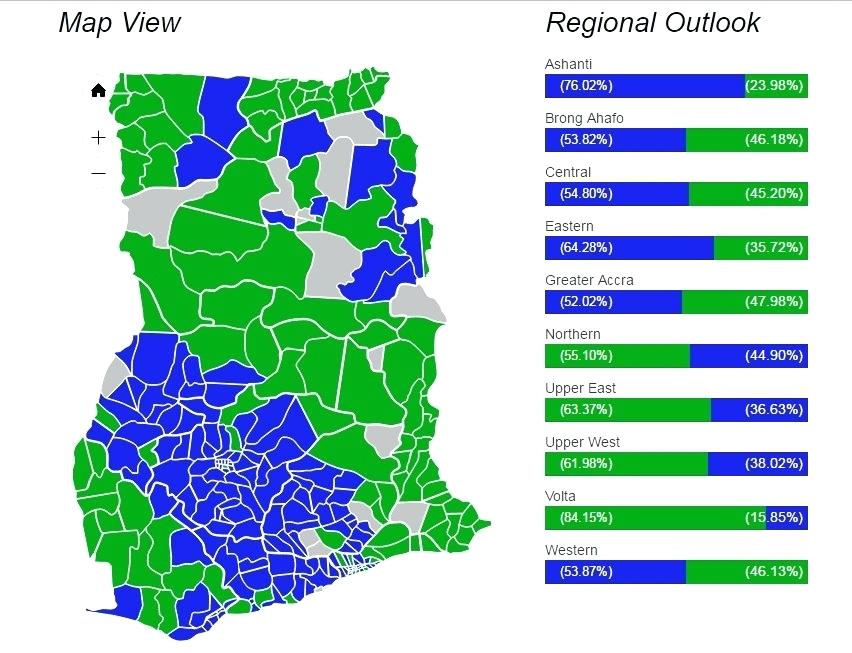 Map View
Regional Outlook
Ashanti
(76.02%) (23.98%)
Brong Ahafo
(53.82%) (46.18%)
Central
(54.80%) (45.20%)
Eastern
(64.28%) (35.72%)
Greater Accra
(52.02%) (47.98%)
Northern
(55.10%) (44.90%)
Upper East
(63.37%) (36.63%)
Upper West
(61.98%) (38.02%)
Volta
(84.15%) (15.85%)
Western
(53.87%) (46.13%)